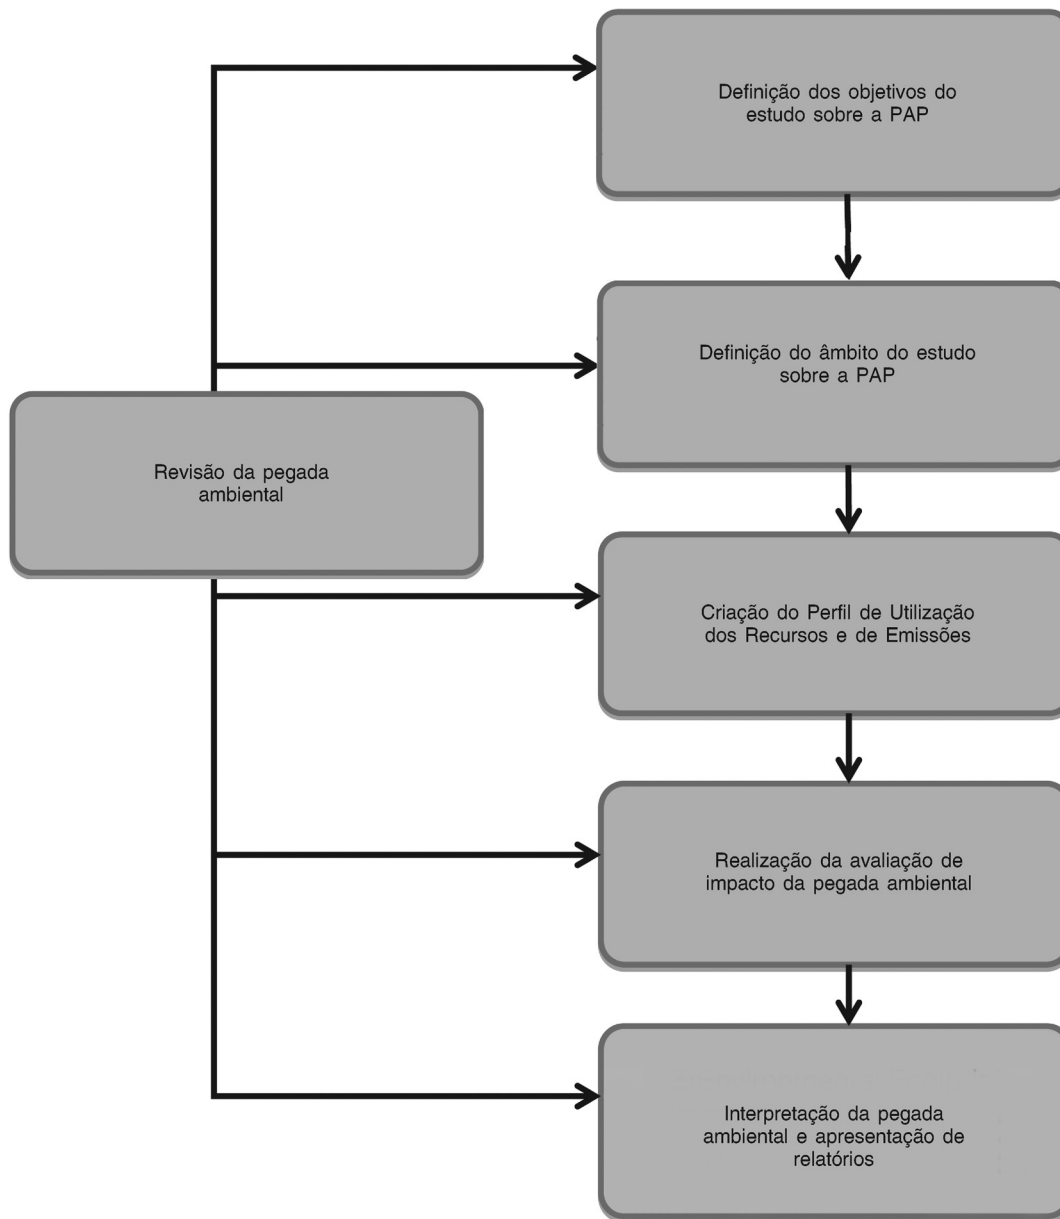 Definição dos objetivos do
estudo sobre a PAP
Definição do âmbito do estudo
sobre a PAP
Revisão da pegada
ambiental
Criação do Perfil de Utilização
dos Recursos e de Emissões
Realização da avaliação de
impacto da pegada ambiental
Interpretação da pegada
ambiental e apresentação de
relatórios